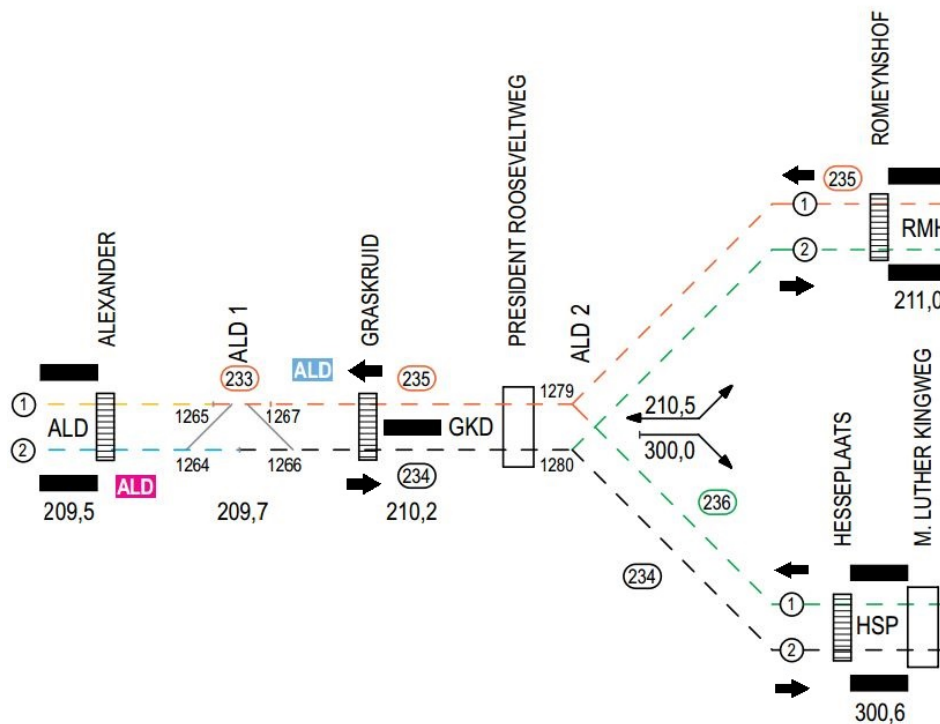 ALEXANDER
ALD 1
GRASKRUID
PRESIDENT ROOSEVELTWEG
ALD 2
ROMEYNSHOF
235
1
RMH
2
211,0
233
ALD
235
1
1265
1267
1279
ALD
GKD
2
1264
1266
1280
ALD
234
209,5
209,7
210,2
210,5
300,0
236
234
HESSEPLAATS
M. LUTHER KINGWEG
1
HSP
2
300,6